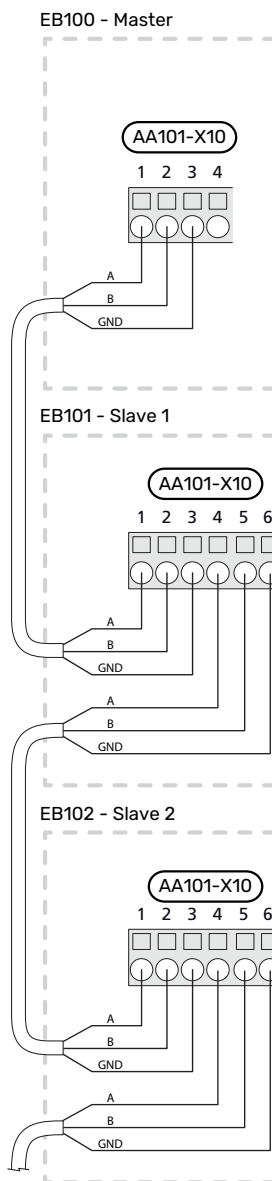 EB100 - Master
AA101-X10
1 2 3 4
A
B
GND
EB101 - Slave 1
AA101-X10
1 2 3 4 5 6
A
B
GND
A
B
GND
EB102 - Slave 2
AA101-X10
1 2 3 4 5 6
A
B
GND
A
B
GND